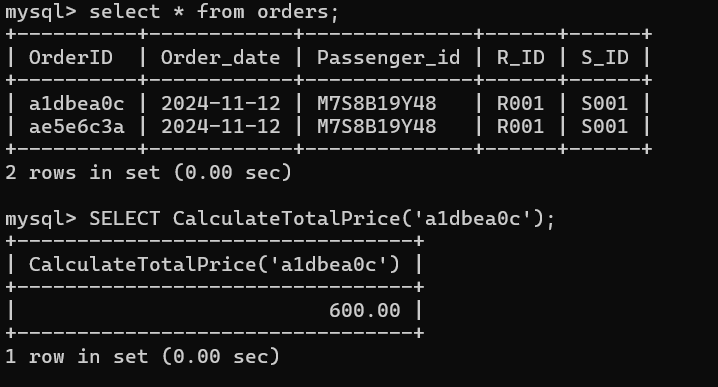 mysql> select * from orders;
+----------+------------+--------------+------+------+
| OrderID  | Order_date | Passenger_id | R_ID | S_ID |
+----------+------------+--------------+------+------+
| a1dbea0c | 2024-11-12 | M7S8B19Y48   | R001 | S001 |
| ae5e6c3a | 2024-11-12 | M7S8B19Y48   | R001 | S001 |
+----------+------------+--------------+------+------+
2 rows in set (0.00 sec)

mysql> SELECT CalculateTotalPrice('a1dbea0c');
+---------------------------------+
| CalculateTotalPrice('a1dbea0c') |
+---------------------------------+
|                          600.00 |
+---------------------------------+
1 row in set (0.00 sec)